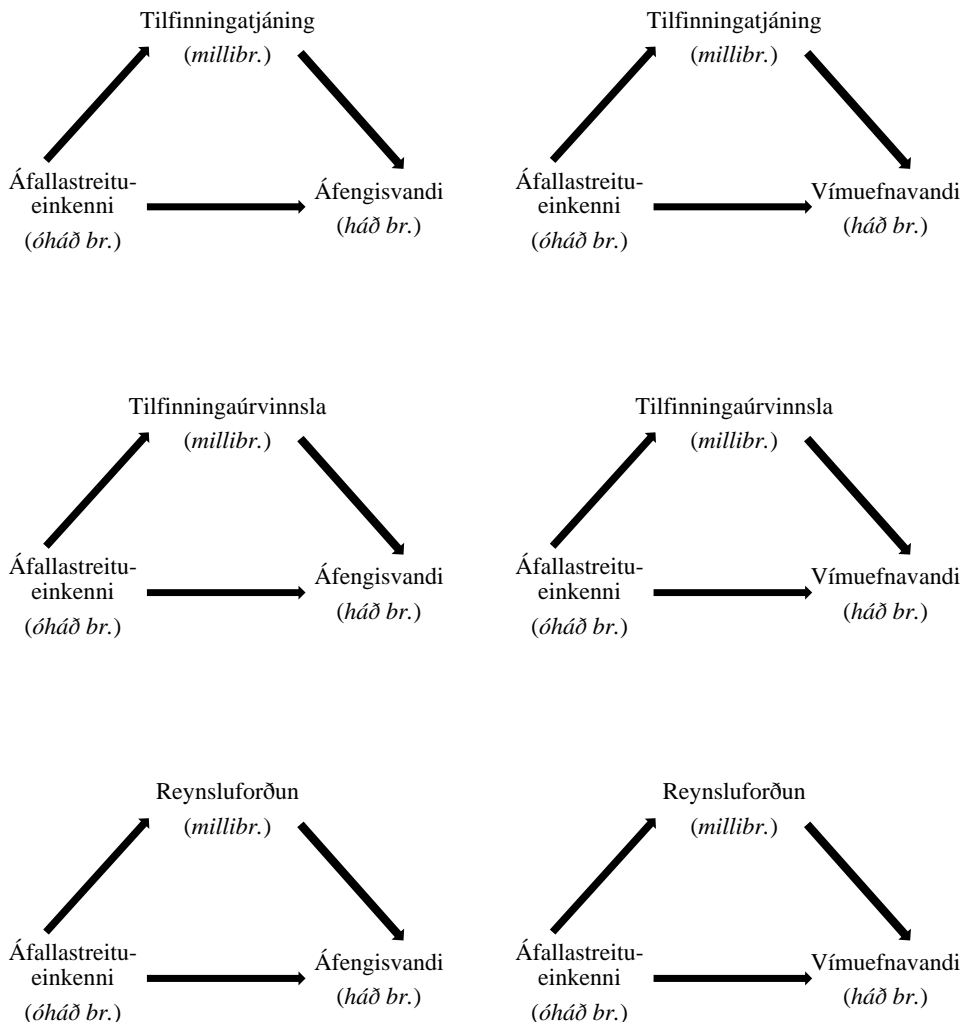 Tilfinningatjáning
(millibr.)
Áfallastreitu-
einkenni
(óháð br.)
Áfengisvandi
(háð br.)
Tilfinningatjáning
(millibr.)
Áfallastreitu-
einkenni
(óháð br.)
Vímuefnavandi
(háð br.)
Tilfinningaúrvinnsla
(millibr.)
Áfallastreitu-
einkenni
(óháð br.)
Áfengisvandi
(háð br.)
Tilfinningaúrvinnsla
(millibr.)
Áfallastreitu-
einkenni
(óháð br.)
Vímuefnavandi
(háð br.)
Reynsluforðun
(millibr.)
Áfallastreitu-
einkenni
(óháð br.)
Áfengisvandi
(háð br.)
Reynsluforðun
(millibr.)
Áfallastreitu-
einkenni
(óháð br.)
Vímuefnavandi
(háð br.)